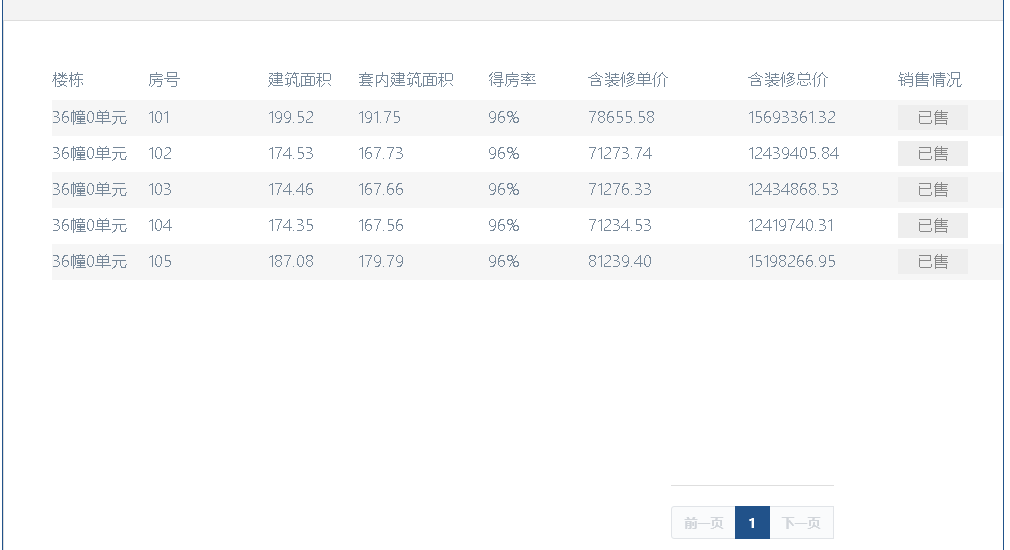 楼栋 房号 建筑面积 套内建筑面积 得房率 含装修单价 含装修总价 销售情况
36幢0单元 101 199.52 191.75 96% 78655.58 15693361.32 已售
36幢0单元 102 174.53 167.73 96% 71273.74 12439405.84 已售
36幢0单元 103 174.46 167.66 96% 71276.33 12434868.53 已售
36幢0单元 104 174.35 167.56 96% 71234.53 12419740.31 已售
36幢0单元 105 187.08 179.79 96% 81239.40 15198266.95 已售
前一页 1 下一页